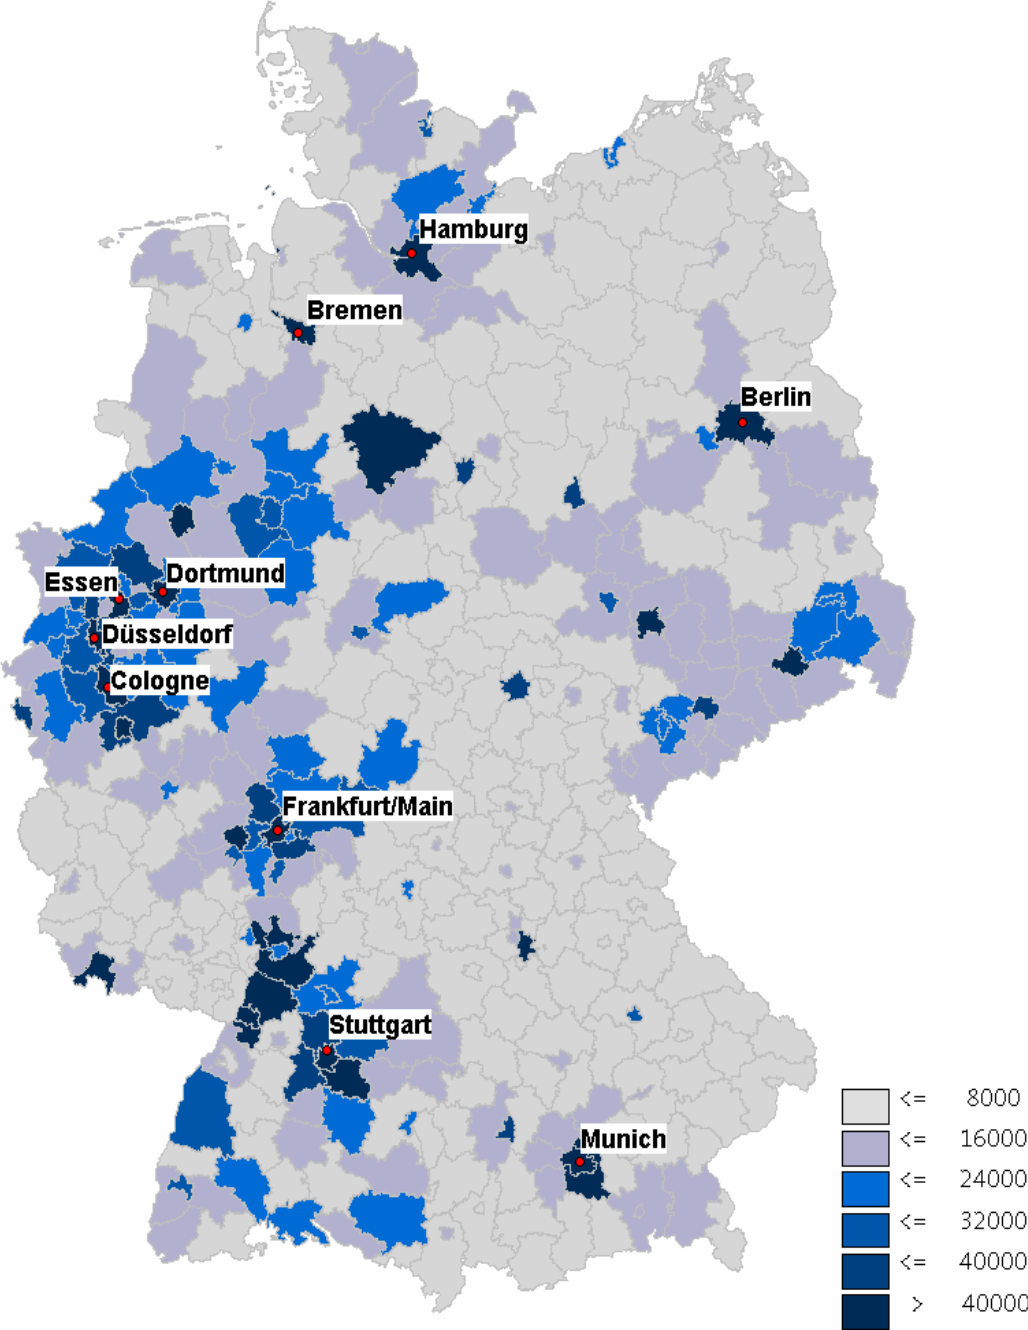 Hamburg
Bremen
Berlin
Essen
Dortmund
Düsseldorf
Cologne
Frankfurt/Main
Stuttgart
Munich
<= 8000
<= 16000
<= 24000
<= 32000
<= 40000
> 40000